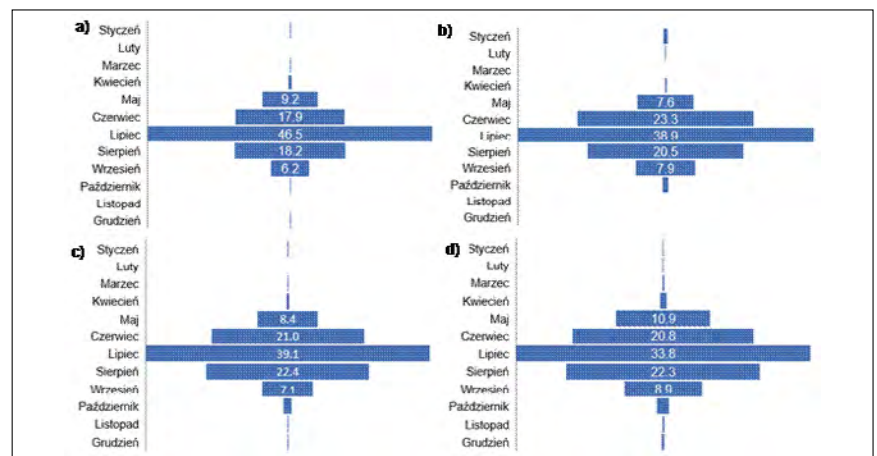 a)
Styczeń
Luty
Marzec
Kwiecień
Maj 9.2
Czerwiec 17.9
Lipiec 46.5
Sierpień 18.2
Wrzesień 6.2
Październik
Listopad
Grudzień
b)
Styczeń
Luty
Marzec
Kwiecień
Maj 7.6
Czerwiec 23.3
Lipiec 38.9
Sierpień 20.5
Wrzesień 7.9
Październik
Listopad
Grudzień
c)
Styczeń
Luty
Marzec
Kwiecień
Maj 8.4
Czerwiec 21.0
Lipiec 39.1
Sierpień 22.4
Wrzesień 7.1
Październik
Listopad
Grudzień
d)
Styczeń
Luty
Marzec
Kwiecień
Maj 10.9
Czerwiec 20.8
Lipiec 33.8
Sierpień 22.3
Wrzesień 8.9
Październik
Listopad
Grudzień